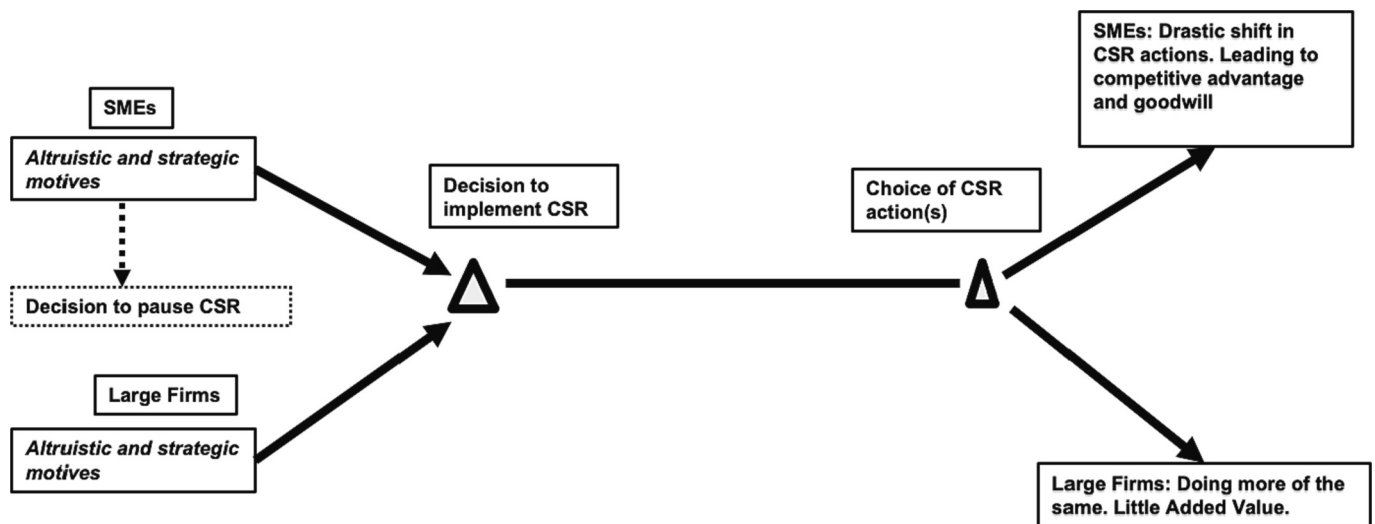 SMEs
Altruistic and strategic
motives
Decision to pause CSR
Large Firms
Altruistic and strategic
motives
Decision to
implement CSR
Choice of CSR
action(s)
SMEs: Drastic shift in
CSR actions. Leading to
competitive advantage
and goodwill
Large Firms: Doing more of the
same. Little Added Value.